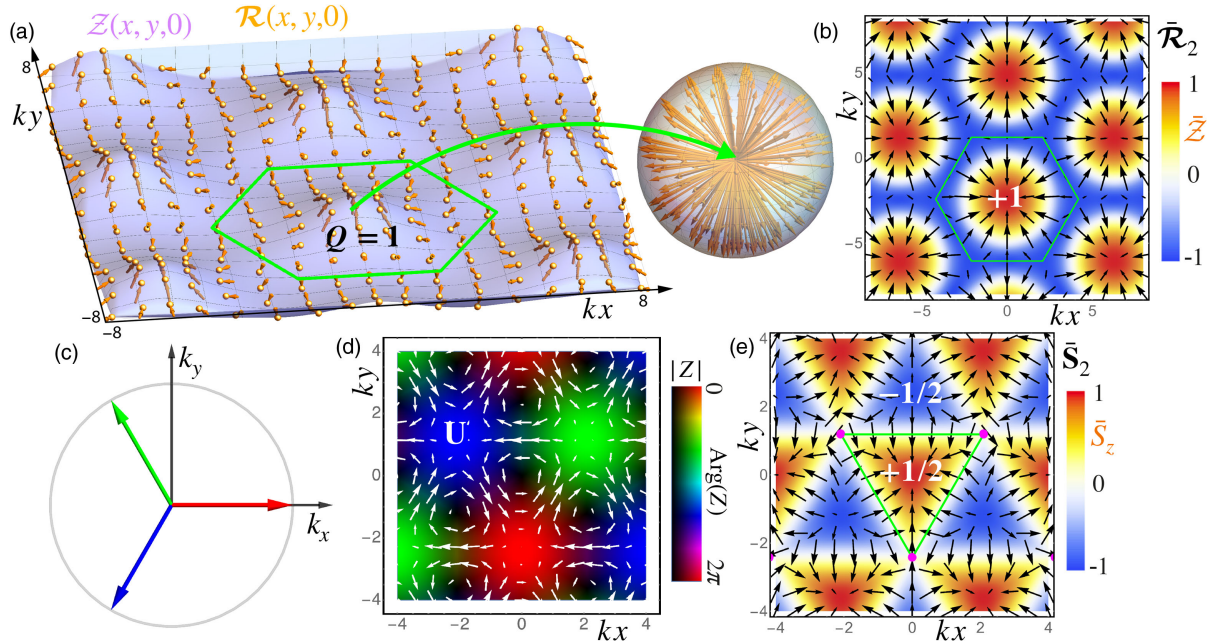 (a)
𝒵(x, y,0)
ℛ(x, y,0)
8
ky
-8
-8
Q = 1
kx
8
(b)
ky
5
0
-5
+1
-5
0
5
kx
ℛ̄₂
1
𝒵̄
0
-1
(c)
k_y
k_x
(d)
ky
4
2
0
-2
-4
U
-4
-2
0
2
4
kx
|Z|
0
Arg(Z)
2π
(e)
ky
4
2
0
-2
-4
−1/2
+1/2
-4
-2
0
2
4
kx
S̄₂
1
S̄_z
0
-1